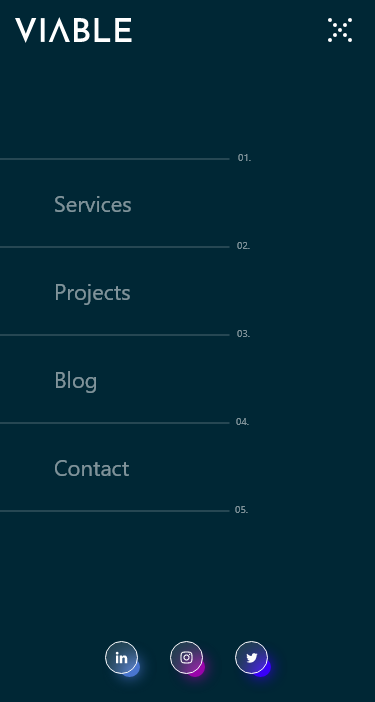 VIABLE
01.
Services
02.
Projects
03.
Blog
04.
Contact
05.
in